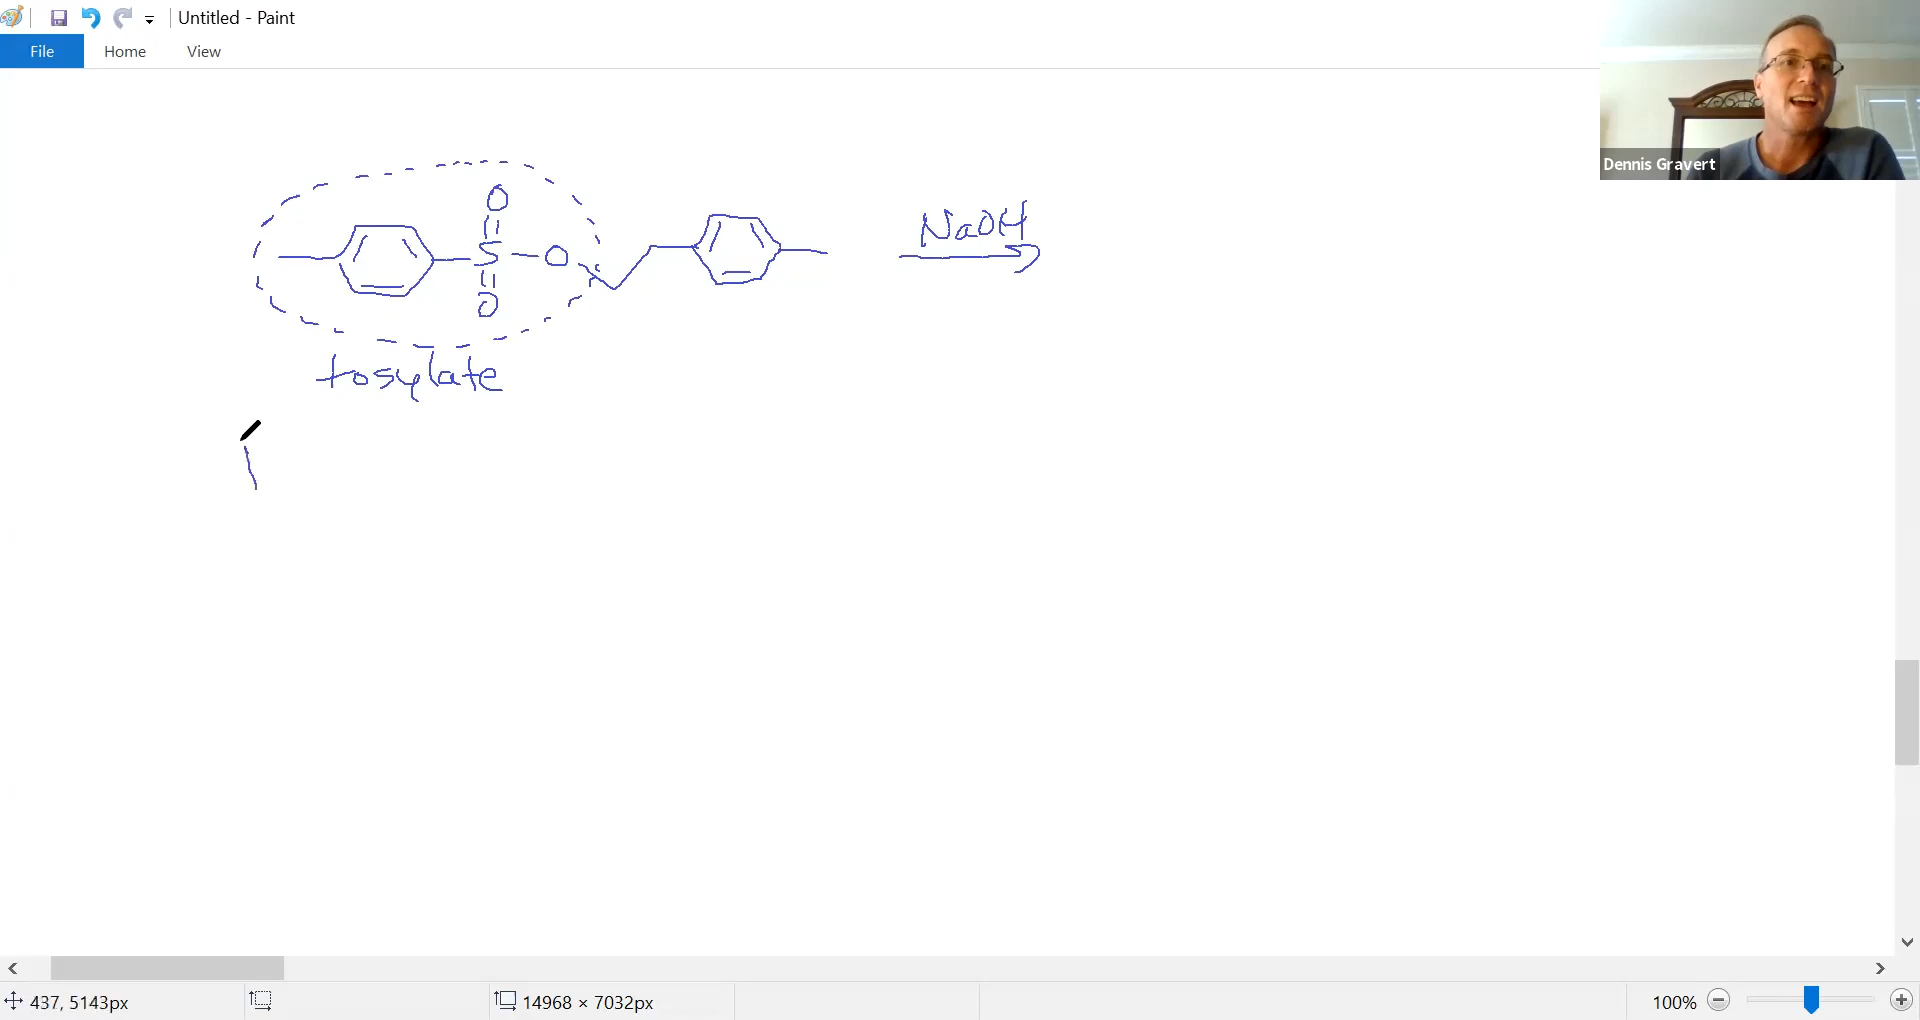 Untitled - Paint
File Home View
Dennis Gravert
O
S O
O
NaOH
tosylate
437, 5143px
14968 × 7032px
100%